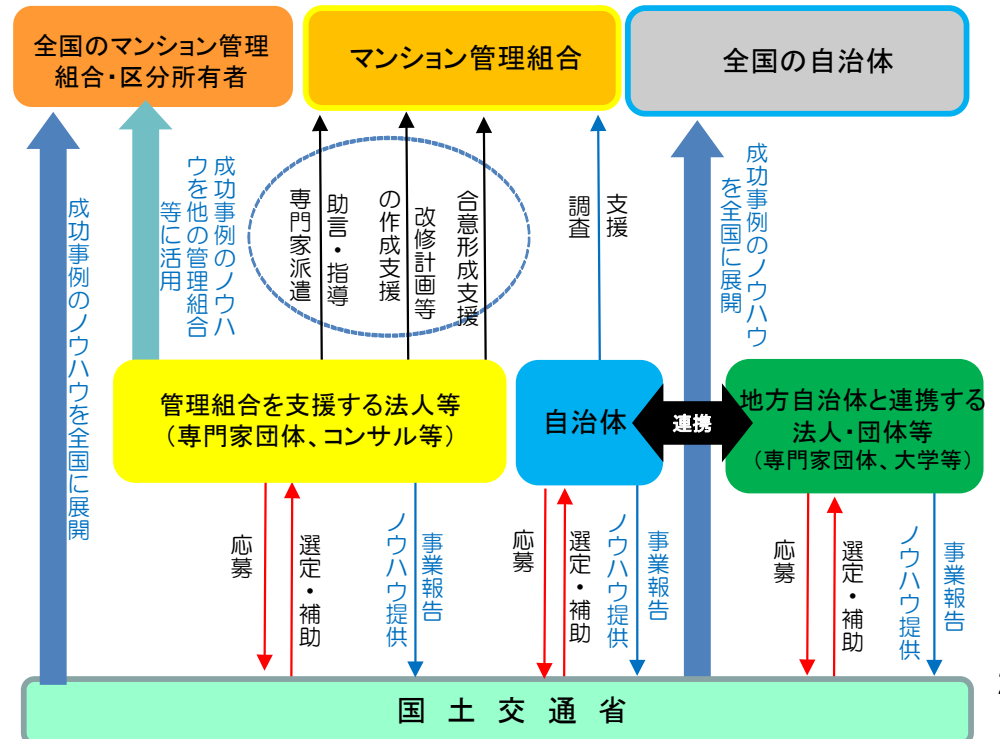 全国のマンション管理
組合・区分所有者
マンション管理組合
全国の自治体
成功事例のノウハウを全国に展開
成功事例のノウハ
ウを他の管理組合
等に活用
助言・指導
専門家派遣
改修計画等
の作成支援
合意形成支援
支援
調査
成功事例のノウハウ
を全国に展開
管理組合を支援する法人等
（専門家団体、コンサル等）
自治体
連携
地方自治体と連携する
法人・団体等
（専門家団体、大学等）
応募
選定・補助
事業報告
ノウハウ提供
応募
選定・補助
事業報告
ノウハウ提供
応募
選定・補助
事業報告
ノウハウ提供
国土交通省